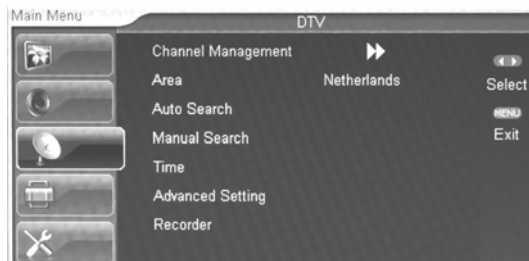 Main Menu
DTV
Channel Management
Area Netherlands
Select
Auto Search
MENU
Manual Search
Exit
Time
Advanced Setting
Recorder